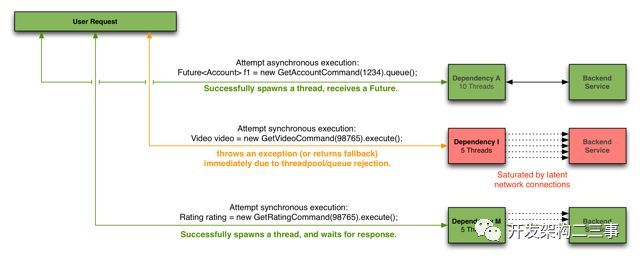 User Request
Attempt asynchronous execution:
Future<Account> f1 = new GetAccountCommand(1234).queue();
Successfully spawns a thread, receives a Future.
Dependency A
10 Threads
Backend
Service
Attempt synchronous execution:
Video video = new GetVideoCommand(98765).execute();
throws an exception (or returns fallback)
immediately due to threadpool/queue rejection.
Dependency I
5 Threads
Backend
Service
Saturated by latent
network connections
Attempt synchronous execution:
Rating rating = new GetRatingCommand(98765).execute();
Successfully spawns a thread, and waits for response.
Dependency M
5 Threads
开发架构二三事